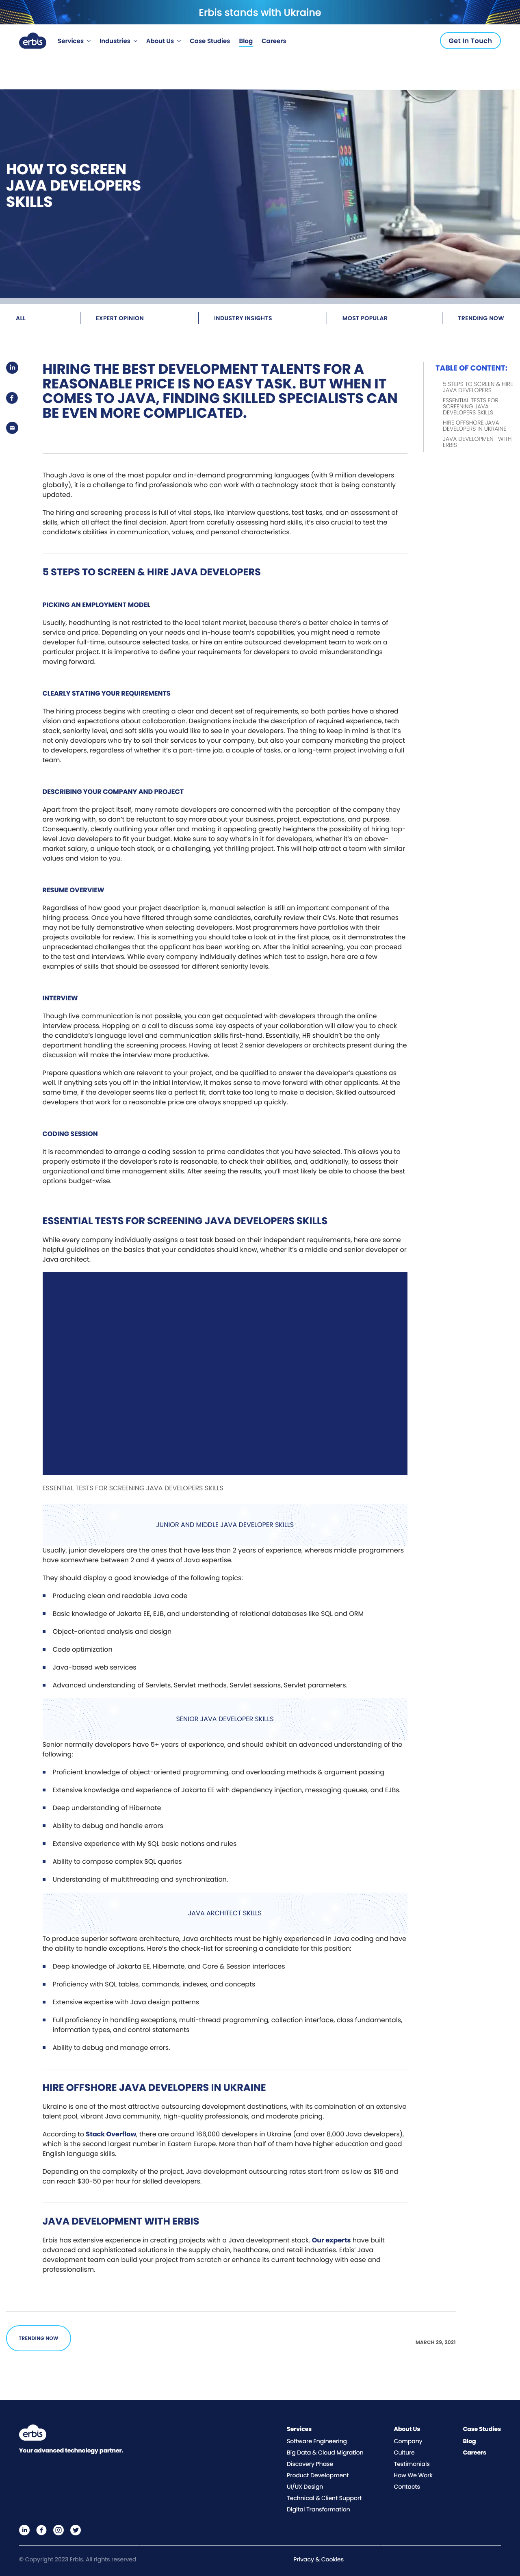 Erbis stands with Ukraine
erbis
Services
Industries
About Us
Case Studies
Blog
Careers
Get In Touch
HOW TO SCREEN
JAVA DEVELOPERS
SKILLS
ALL
EXPERT OPINION
INDUSTRY INSIGHTS
MOST POPULAR
TRENDING NOW
HIRING THE BEST DEVELOPMENT TALENTS FOR A
REASONABLE PRICE IS NO EASY TASK. BUT WHEN IT
COMES TO JAVA, FINDING SKILLED SPECIALISTS CAN
BE EVEN MORE COMPLICATED.
TABLE OF CONTENT:
5 STEPS TO SCREEN & HIRE
JAVA DEVELOPERS
ESSENTIAL TESTS FOR
SCREENING JAVA
DEVELOPERS SKILLS
HIRE OFFSHORE JAVA
DEVELOPERS IN UKRAINE
JAVA DEVELOPMENT WITH
ERBIS
Though Java is one of the most popular and in-demand programming languages (with 9 million developers
globally), it is a challenge to find professionals who can work with a technology stack that is being constantly
updated.
The hiring and screening process is full of vital steps, like interview questions, test tasks, and an assessment of
skills, which all affect the final decision. Apart from carefully assessing hard skills, it's also crucial to test the
candidate's abilities in communication, values, and personal characteristics.
5 STEPS TO SCREEN & HIRE JAVA DEVELOPERS
PICKING AN EMPLOYMENT MODEL
Usually, headhunting is not restricted to the local talent market, because there's a better choice in terms of
service and price. Depending on your needs and in-house team's capabilities, you might need a remote
developer full-time, outsource select tasks, or hire an entire outsourced development team to work on a
particular project. It is imperative to define your requirements for developers to avoid misunderstandings
moving forward.
CLEARLY STATING YOUR REQUIREMENTS
The hiring process begins with creating a clear and decent set of requirements, so both parties have a shared
vision and expectations about collaboration. Designations include the description of required experience, tech
stack, seniority level, and soft skills you would like to see in your developers. The thing to keep in mind is that it's
not only developers who try to sell their services to your company, but also your company marketing the project
to developers, regardless of whether it's a part-time job, a couple of tasks, or a long-term project involving a full
team.
DESCRIBING YOUR COMPANY AND PROJECT
Apart from the project itself, many remote developers are concerned with the perception of the company they
are working with, so don't be reluctant to say more about your business, project, expectations, and purpose.
Consequently, clearly outlining your offer and making it appealing greatly heightens the possibility of hiring top-
level Java developers to fit your budget. Make sure to say what's in it for developers, whether it's an above-
market salary, a unique tech stack, or a challenging, yet thrilling project. This will help attract a team with similar
values and vision to you.
RESUME OVERVIEW
Regardless of how good your project description is, manual selection is still an important component of the
hiring process. Once you have filtered through some candidates, carefully review their CVs. Note that resumes
may not be fully demonstrative when selecting developers. Most programmers have portfolios with their
projects available for review. This is something you should take a look at in the first place, as it demonstrates the
unprecedented challenges that the applicant has been working on. After the initial screening, you can proceed
to the test and interviews. While every company individually defines which test to assign, here are a few
examples of skills that should be assessed for different seniority levels.
INTERVIEW
Though live communication is not possible, you can get acquainted with developers through the online
interview process. Hopping on a call to discuss some key aspects of your collaboration will allow you to check
the candidate's language level and communication skills first-hand. Essentially, HR shouldn't be the only
department handling the screening process. Having at least 2 senior developers or architects present during the
discussion will make the interview more productive.
Prepare questions which are relevant to your project, and be qualified to answer the developer's questions as
well. If anything sets you off in the initial interview, it makes sense to move forward with other applicants. At the
same time, if the developer seems like a perfect fit, don't take too long to make a decision. Skilled outsourced
developers that work for a reasonable price are always snapped up quickly.
CODING SESSION
It is recommended to arrange a coding session to prime candidates that you have selected. This allows you to
properly estimate if the developer's rate is reasonable, to check their abilities, and, additionally, to assess their
organizational and time management skills. After seeing the results, you'll most likely be able to choose the best
options budget-wise.
ESSENTIAL TESTS FOR SCREENING JAVA DEVELOPERS SKILLS
While every company individually assigns a test task based on their independent requirements, here are some
helpful guidelines on the basics that your candidates should know, whether it's a middle and senior developer or
Java architect.
ESSENTIAL TESTS FOR SCREENING JAVA DEVELOPERS SKILLS
JUNIOR AND MIDDLE JAVA DEVELOPER SKILLS
Usually, junior developers are the ones that have less than 2 years of experience, whereas middle programmers
have somewhere between 2 and 4 years of Java expertise.
They should display a good knowledge of the following topics:
Producing clean and readable Java code
Basic knowledge of Jakarta EE, EJB, and understanding of relational databases like SQL and ORM
Object-oriented analysis and design
Code optimization
Java-based web services
Advanced understanding of Servlets, Servlet methods, Servlet sessions, Servlet parameters.
SENIOR JAVA DEVELOPER SKILLS
Senior normally developers have 5+ years of experience, and should exhibit an advanced understanding of the
following:
Proficient knowledge of object-oriented programming, and overloading methods & argument passing
Extensive knowledge and experience of Jakarta EE with dependency injection, messaging queues, and EJBs.
Deep understanding of Hibernate
Ability to debug and handle errors
Extensive experience with My SQL basic notions and rules
Ability to compose complex SQL queries
Understanding of multithreading and synchronization.
JAVA ARCHITECT SKILLS
To produce superior software architecture, Java architects must be highly experienced in Java coding and have
the ability to handle exceptions. Here's the check-list for screening a candidate for this position:
Deep knowledge of Jakarta EE, Hibernate, and Core & Session interfaces
Proficiency with SQL tables, commands, indexes, and concepts
Extensive expertise with Java design patterns
Full proficiency in handling exceptions, multi-thread programming, collection interface, class fundamentals,
information types, and control statements
Ability to debug and manage errors.
HIRE OFFSHORE JAVA DEVELOPERS IN UKRAINE
Ukraine is one of the most attractive outsourcing development destinations, with its combination of an extensive
talent pool, vibrant Java community, high-quality professionals, and moderate pricing.
According to Stack Overflow, there are around 166,000 developers in Ukraine (and over 8,000 Java developers),
which is the second largest number in Eastern Europe. More than half of them have higher education and good
English language skills.
Depending on the complexity of the project, Java development outsourcing rates start from as low as $15 and
can reach $30-50 per hour for skilled developers.
JAVA DEVELOPMENT WITH ERBIS
Erbis has extensive experience in creating projects with a Java development stack. Our experts have built
advanced and sophisticated solutions in the supply chain, healthcare, and retail industries. Erbis' Java
development team can build your project from scratch or enhance its current technology with ease and
professionalism.
TRENDING NOW
MARCH 29, 2021
erbis
Your advanced technology partner.
Services
Software Engineering
Big Data & Cloud Migration
Discovery Phase
Product Development
UI/UX Design
Technical & Client Support
Digital Transformation
About Us
Company
Culture
Testimonials
How We Work
Contacts
Case Studies
Blog
Careers
© Copyright 2023 Erbis. All rights reserved
Privacy & Cookies